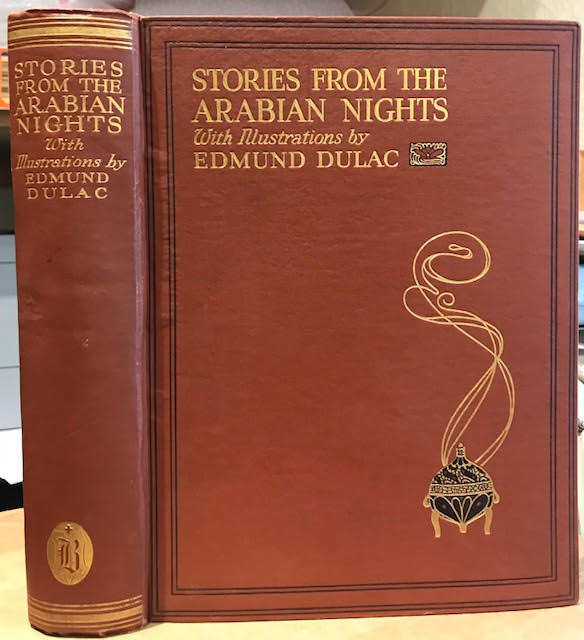 STORIES
FROM THE
ARABIAN
NIGHTS
With
Illustrations by
EDMUND
DULAC
B
STORIES FROM THE
ARABIAN NIGHTS
With Illustrations by
EDMUND DULAC